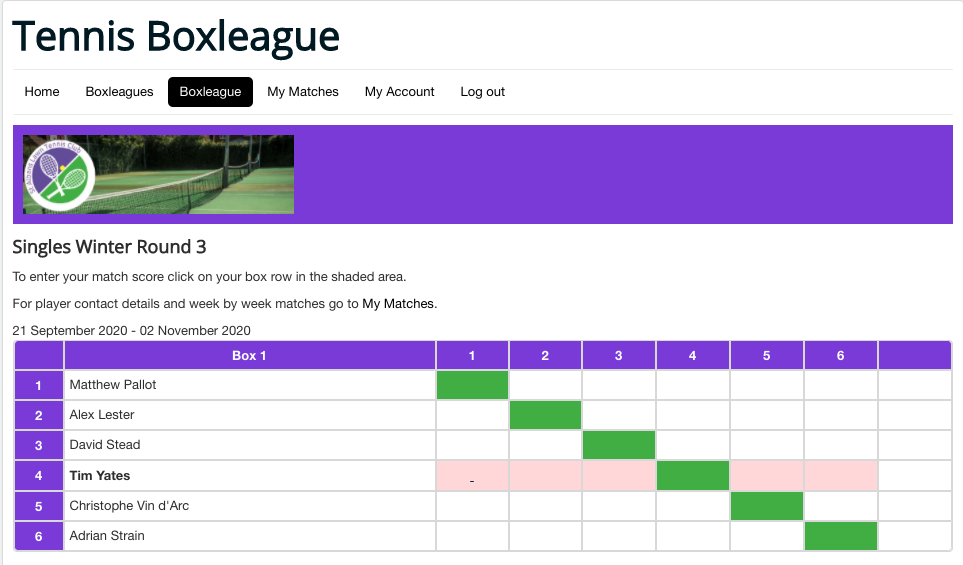 Tennis Boxleague
Home Boxleagues Boxleague My Matches My Account Log out
Lawn Tennis Club
Singles Winter Round 3
To enter your match score click on your box row in the shaded area.
For player contact details and week by week matches go to My Matches.
21 September 2020 - 02 November 2020
Box 1 1 2 3 4 5 6
1 Matthew Pallot
2 Alex Lester
3 David Stead
4 Tim Yates -
5 Christophe Vin d'Arc
6 Adrian Strain